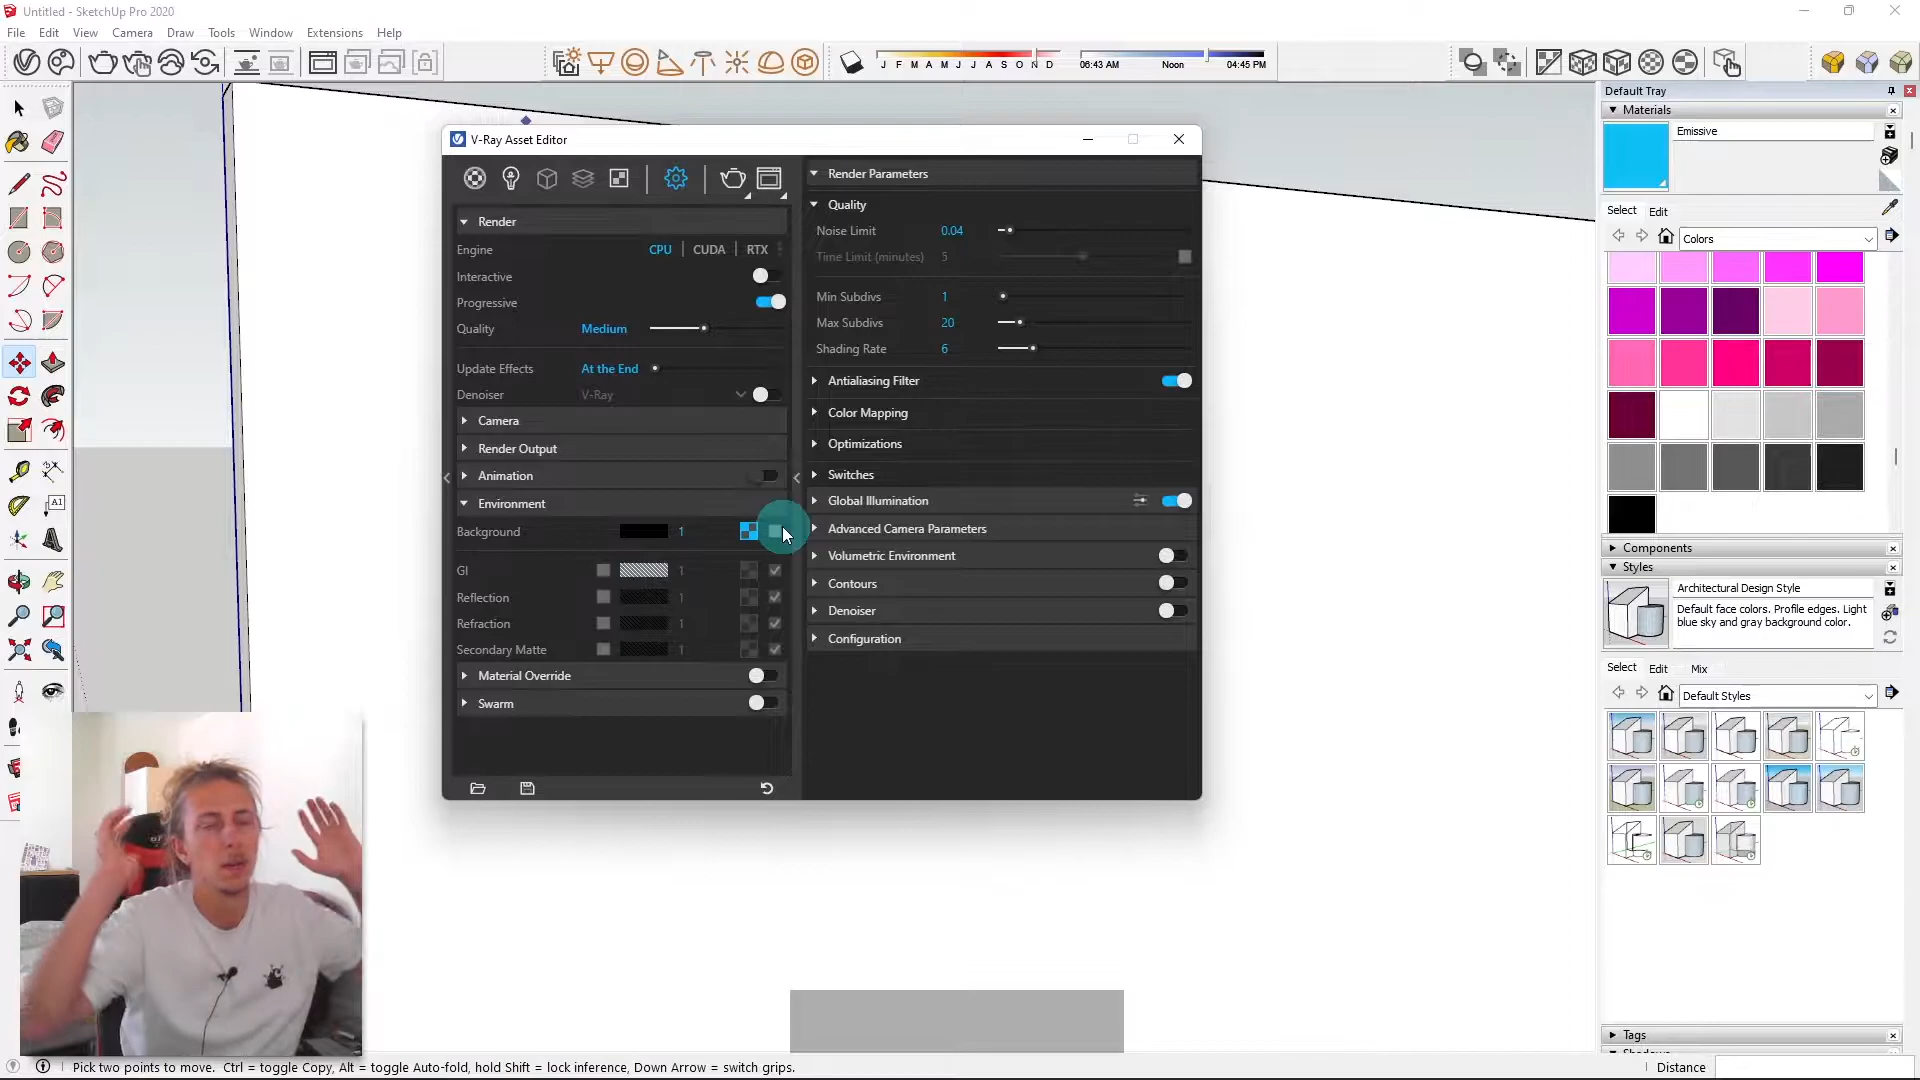 Untitled - SketchUp Pro 2020
File Edit View Camera Draw Tools Window Extensions Help
J F M A M J J A S O N D
06:43 AM Noon 04:45 PM
Default Tray
Materials
Emissive
Select Edit
Colors
Components
Styles
Architectural Design Style
Default face colors. Profile edges. Light
blue sky and gray background color.
Select Edit Mix
Default Styles
Tags
V-Ray Asset Editor
Render
Engine CPU | CUDA | RTX
Interactive
Progressive
Quality Medium
Update Effects At the End
Denoiser V-Ray
Camera
Render Output
Animation
Environment
Background 1
GI 1
Reflection 1
Refraction 1
Secondary Matte 1
Material Override
Swarm
Render Parameters
Quality
Noise Limit 0.04
Time Limit (minutes) 5
Min Subdivs 1
Max Subdivs 20
Shading Rate 6
Antialiasing Filter
Color Mapping
Optimizations
Switches
Global Illumination
Advanced Camera Parameters
Volumetric Environment
Contours
Denoiser
Configuration
A1
Pick two points to move. Ctrl = toggle Copy, Alt = toggle Auto-fold, hold Shift = lock inference, Down Arrow = switch grips.
Distance